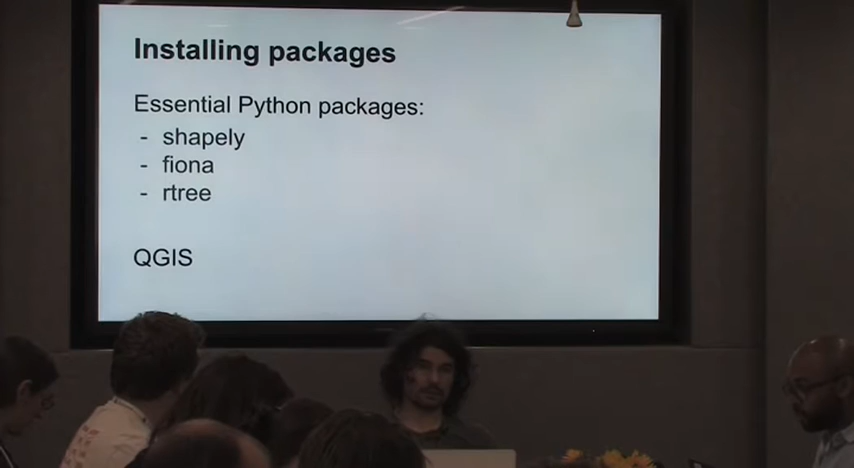 Installing packages
Essential Python packages:
- shapely
- fiona
- rtree
QGIS